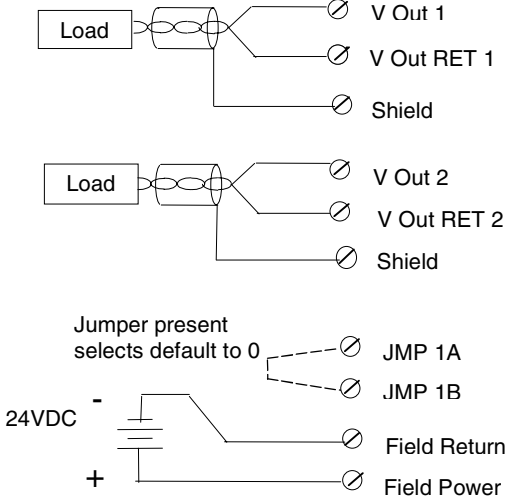 Load
V Out 1
V Out RET 1
Shield
Load
V Out 2
V Out RET 2
Shield
Jumper present
selects default to 0
JMP 1A
JMP 1B
-
24VDC
+
Field Return
Field Power